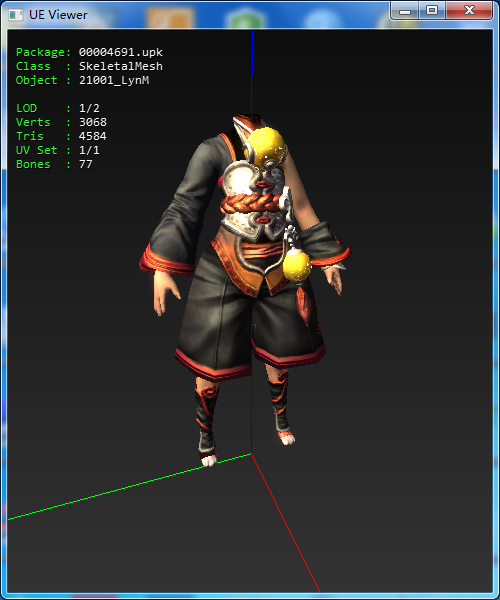 UE Viewer
Package: 00004691.upk
Class : SkeletalMesh
Object : 21001_LynM
LOD : 1/2
Verts : 3068
Tris : 4584
UV Set : 1/1
Bones : 77